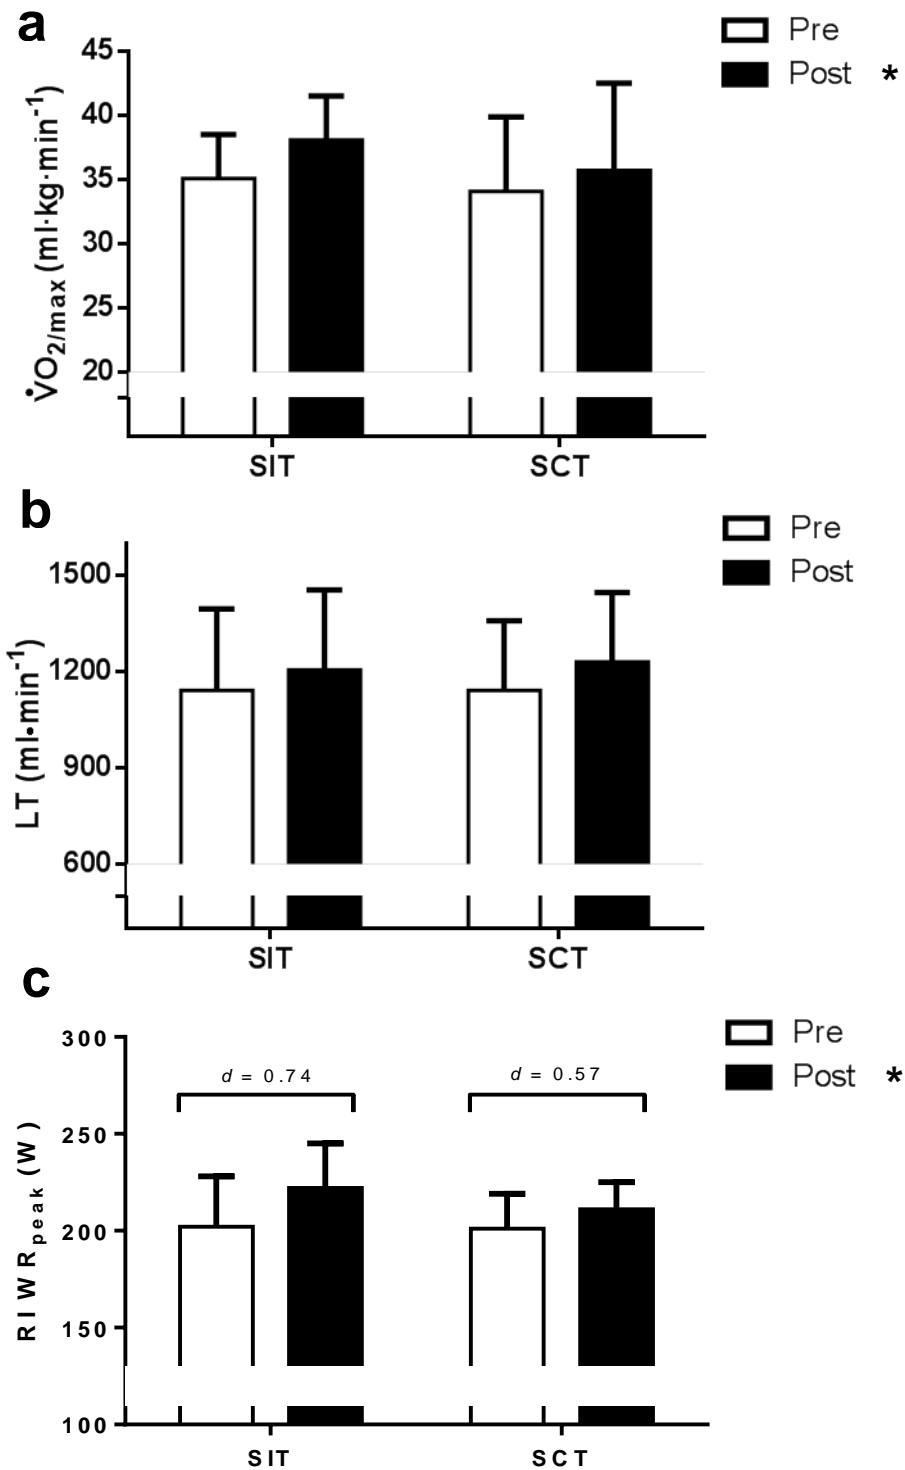 a
Pre
Post *
45
40
35
30
25
20
V̇O2/max (ml·kg·min-1)
SIT SCT
b
Pre
Post
1500
1200
900
600
LT (ml•min-1)
SIT SCT
c
Pre
Post *
300
250
200
150
100
RIWRpeak (W)
d = 0.74 d = 0.57
SIT SCT